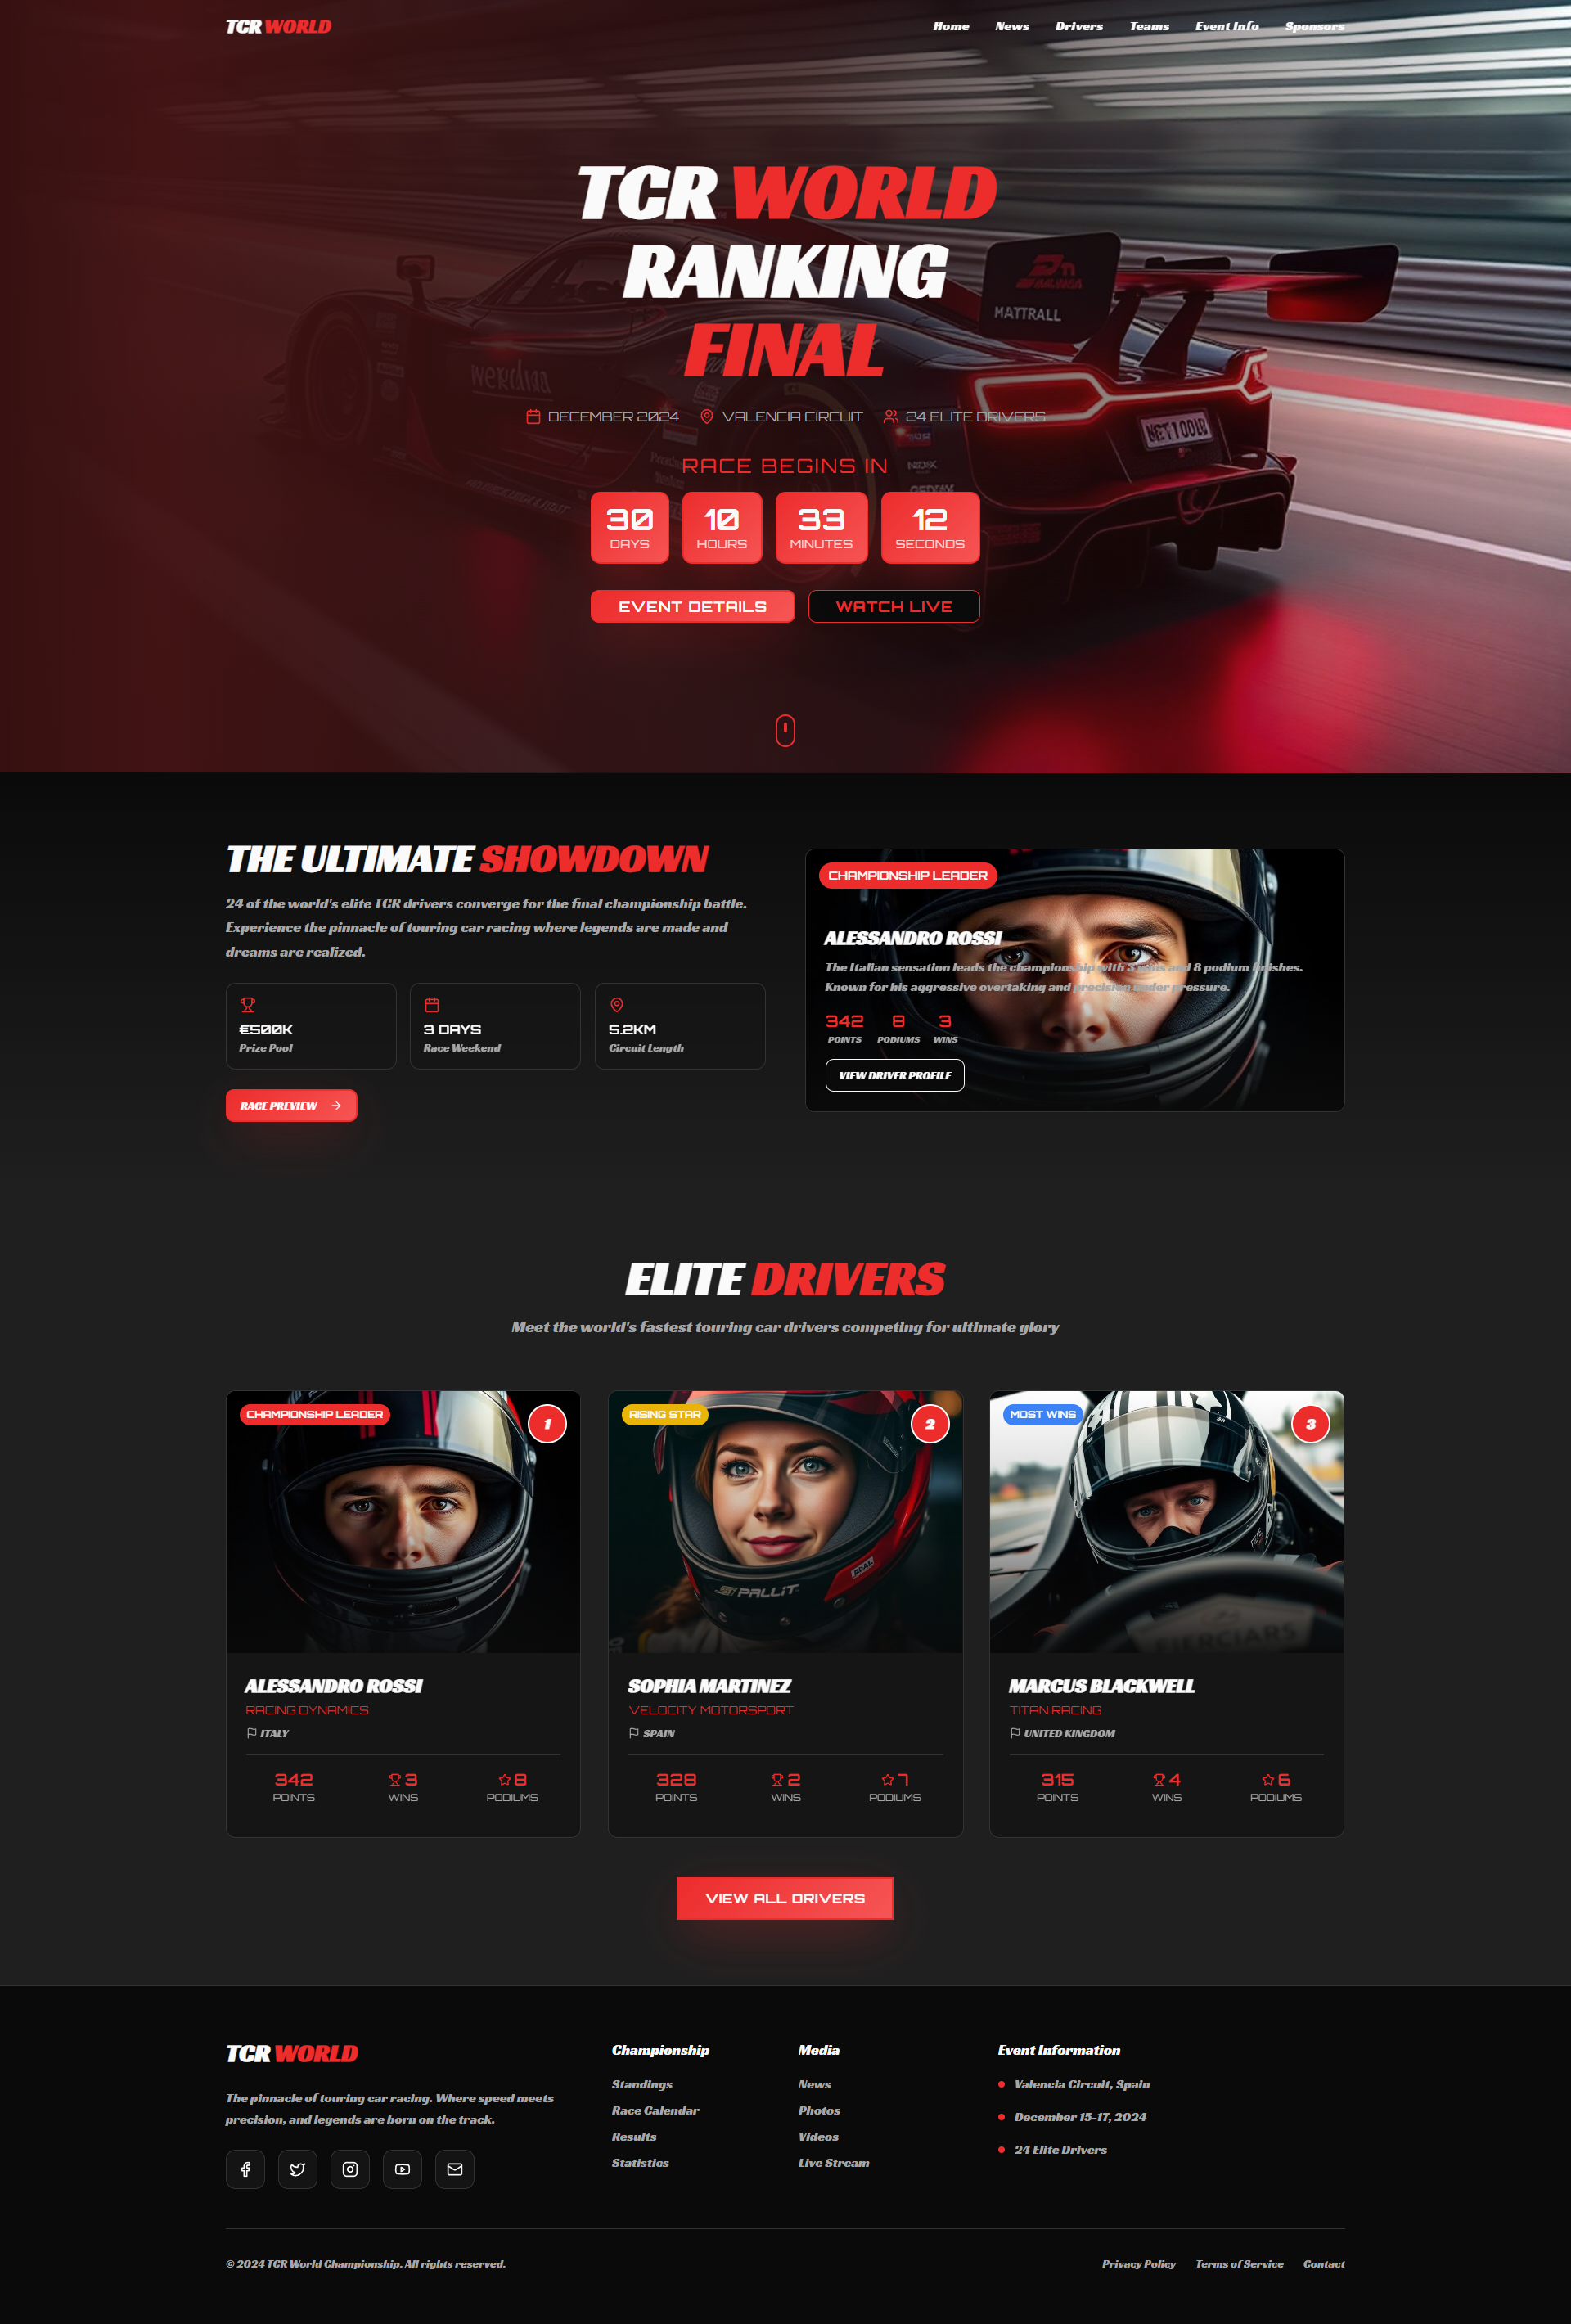 TCR WORLD
Home News Drivers Teams Event Info Sponsors
TCR WORLD
RANKING
FINAL
MATTRALL
DECEMBER 2024 VALENCIA CIRCUIT 24 ELITE DRIVERS
RACE BEGINS IN
30 10 33 12
DAYS HOURS MINUTES SECONDS
EVENT DETAILS WATCH LIVE
THE ULTIMATE SHOWDOWN
24 of the world's elite TCR drivers converge for the final championship battle.
Experience the pinnacle of touring car racing where legends are made and
dreams are realized.
€500K
Prize Pool
3 DAYS
Race Weekend
5.2KM
Circuit Length
RACE PREVIEW
CHAMPIONSHIP LEADER
ALESSANDRO ROSSI
The Italian sensation leads the championship with 3 wins and 8 podium finishes.
Known for his aggressive overtaking and precision under pressure.
342 8 3
POINTS PODIUMS WINS
VIEW DRIVER PROFILE
ELITE DRIVERS
Meet the world's fastest touring car drivers competing for ultimate glory
CHAMPIONSHIP LEADER
1
ALESSANDRO ROSSI
RACING DYNAMICS
ITALY
342 3 8
POINTS WINS PODIUMS
RISING STAR
2
PALLIT
SOPHIA MARTINEZ
VELOCITY MOTORSPORT
SPAIN
328 2 7
POINTS WINS PODIUMS
MOST WINS
3
MARCUS BLACKWELL
TITAN RACING
UNITED KINGDOM
315 4 6
POINTS WINS PODIUMS
VIEW ALL DRIVERS
TCR WORLD
The pinnacle of touring car racing. Where speed meets
precision, and legends are born on the track.
Championship
Standings
Race Calendar
Results
Statistics
Media
News
Photos
Videos
Live Stream
Event Information
Valencia Circuit, Spain
December 15-17, 2024
24 Elite Drivers
© 2024 TCR World Championship. All rights reserved.
Privacy Policy Terms of Service Contact